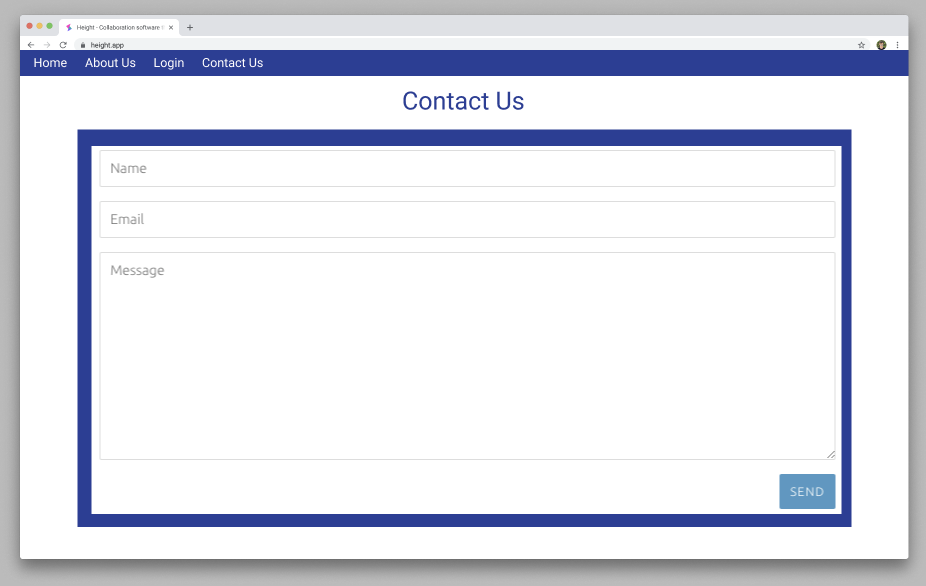 Height - Collaboration software
height.app
Home About Us Login Contact Us
Contact Us
Name
Email
Message
SEND